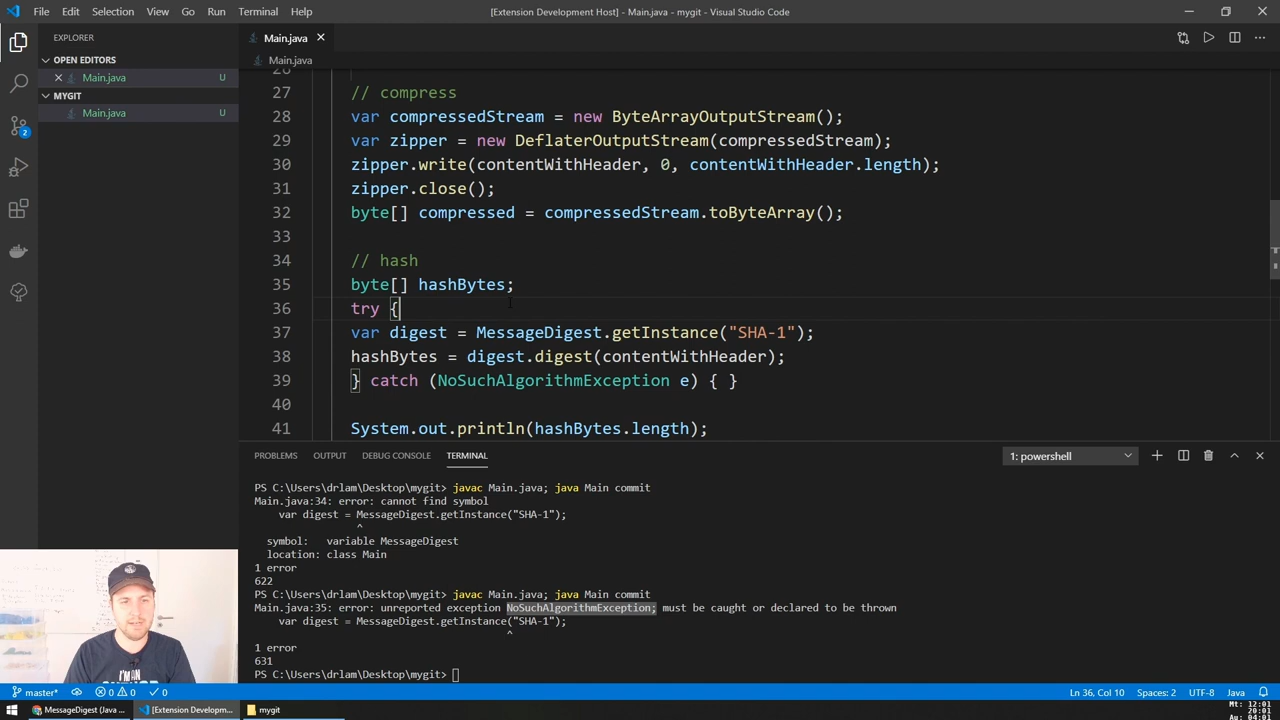 File Edit Selection View Go Run Terminal Help
[Extension Development Host] - Main.java - mygit - Visual Studio Code
EXPLORER
OPEN EDITORS
Main.java U
MYGIT
Main.java U
2
Main.java
Main.java
27 // compress
28 var compressedStream = new ByteArrayOutputStream();
29 var zipper = new DeflaterOutputStream(compressedStream);
30 zipper.write(contentWithHeader, 0, contentWithHeader.length);
31 zipper.close();
32 byte[] compressed = compressedStream.toByteArray();
33
34 // hash
35 byte[] hashBytes;
36 try {
37 var digest = MessageDigest.getInstance("SHA-1");
38 hashBytes = digest.digest(contentWithHeader);
39 } catch (NoSuchAlgorithmException e) { }
40
41 System.out.println(hashBytes.length);
PROBLEMS OUTPUT DEBUG CONSOLE TERMINAL
1: powershell
PS C:\Users\drlam\Desktop\mygit> javac Main.java; java Main commit
Main.java:34: error: cannot find symbol
var digest = MessageDigest.getInstance("SHA-1");
^
symbol: variable MessageDigest
location: class Main
1 error
622
PS C:\Users\drlam\Desktop\mygit> javac Main.java; java Main commit
Main.java:35: error: unreported exception NoSuchAlgorithmException; must be caught or declared to be thrown
var digest = MessageDigest.getInstance("SHA-1");
^
1 error
631
PS C:\Users\drlam\Desktop\mygit>
master* 0 0 0
Ln 36, Col 10 Spaces: 2 UTF-8 Java
MessageDigest (Java ... [Extension Developm... mygit
Mt: 12:01
20:01